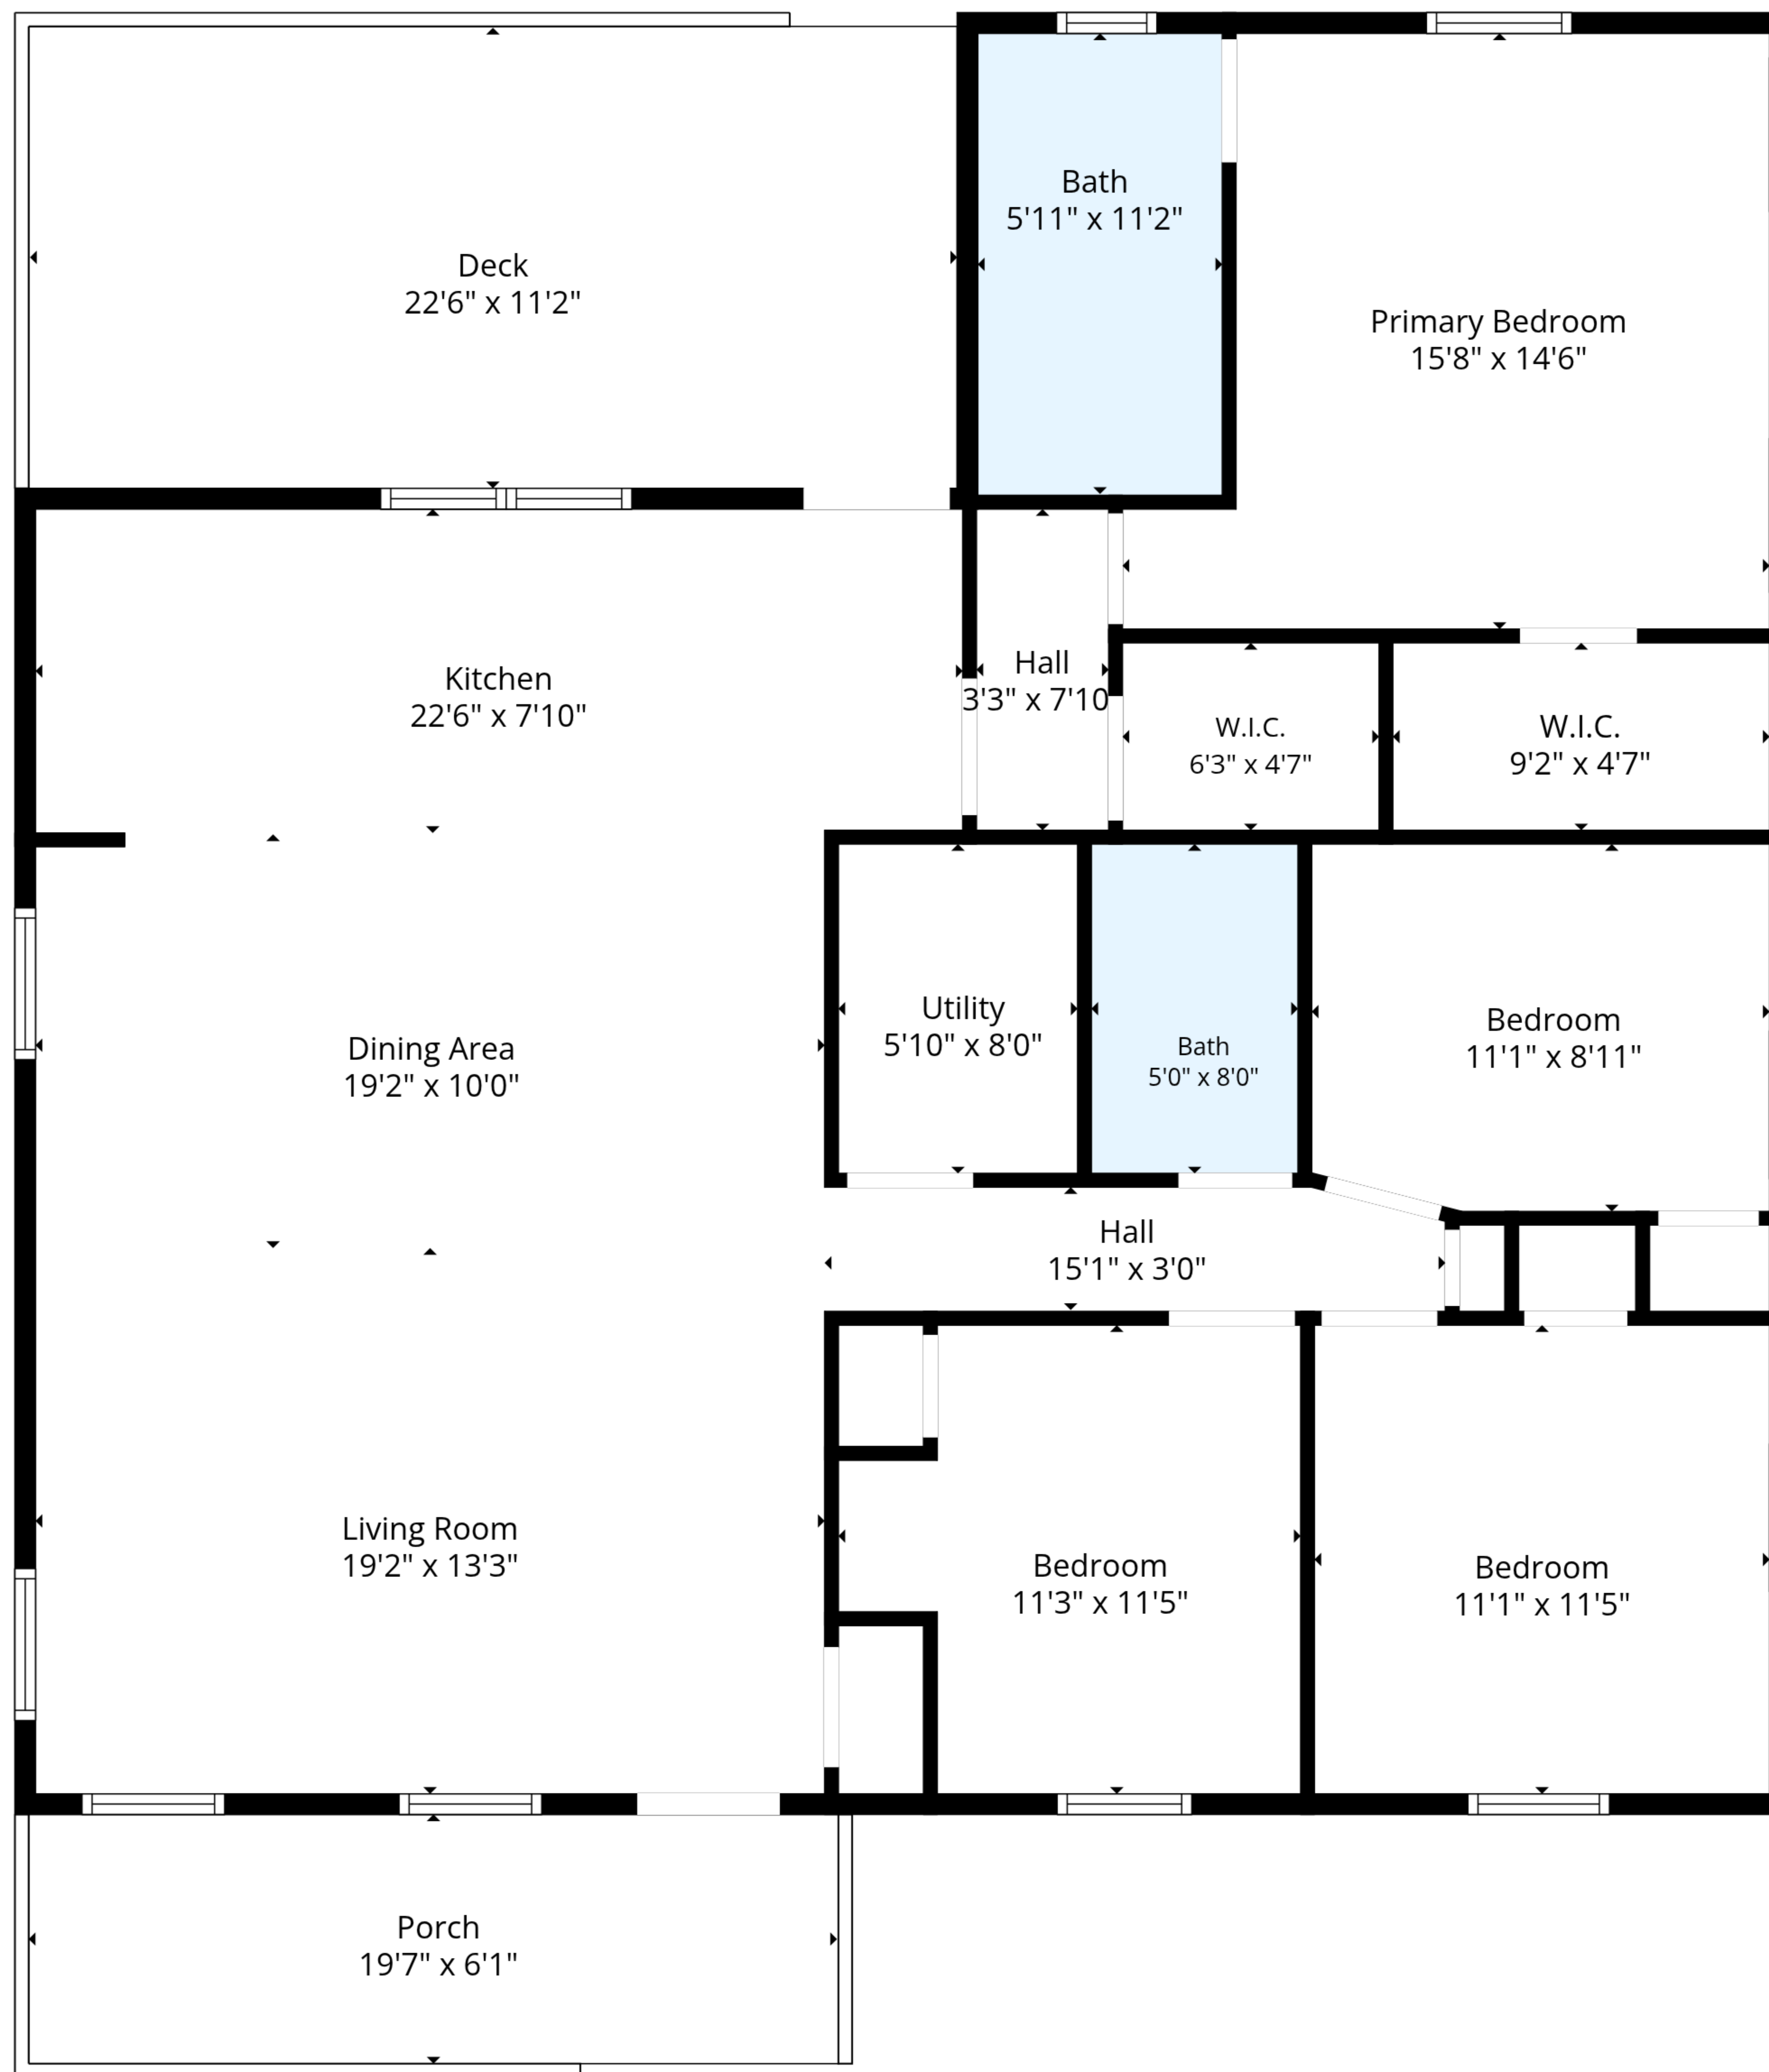 Bath
5'11" x 11'2"
Deck
22'6" x 11'2"
Primary Bedroom
15'8" x 14'6"
Kitchen
22'6" x 7'10"
Hall
3'3" x 7'10
W.I.C.
6'3" x 4'7"
W.I.C.
9'2" x 4'7"
Utility
5'10" x 8'0"
Bath
5'0" x 8'0"
Bedroom
11'1" x 8'11"
Dining Area
19'2" x 10'0"
Hall
15'1" x 3'0"
Living Room
19'2" x 13'3"
Bedroom
11'3" x 11'5"
Bedroom
11'1" x 11'5"
Porch
19'7" x 6'1"